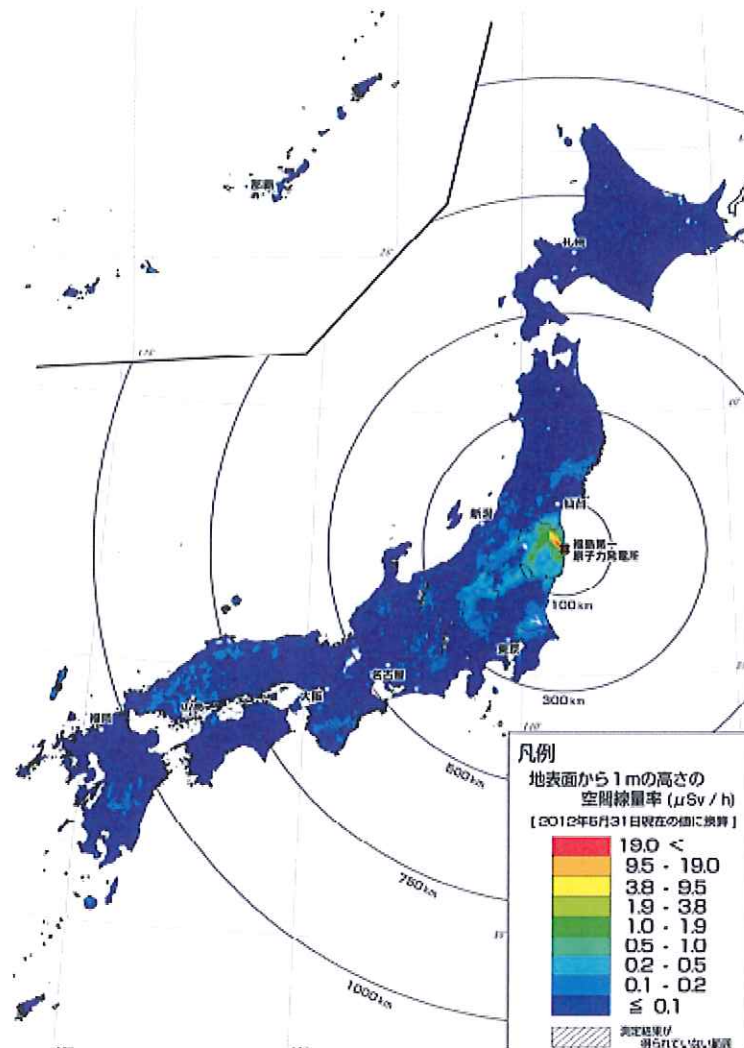 那覇
札幌
仙台
新潟
福島第一
原子力発電所
100km
東京
300km
名古屋
大阪
広島
福岡
500km
750km
1000km
凡例
地表面から1mの高さの
空間線量率 (μSv / h)
[ 2012年5月31日現在の値に換算 ]
19.0 <
9.5 - 19.0
3.8 - 9.5
1.9 - 3.8
1.0 - 1.9
0.5 - 1.0
0.2 - 0.5
0.1 - 0.2
≦ 0.1
測定結果が
得られていない範囲